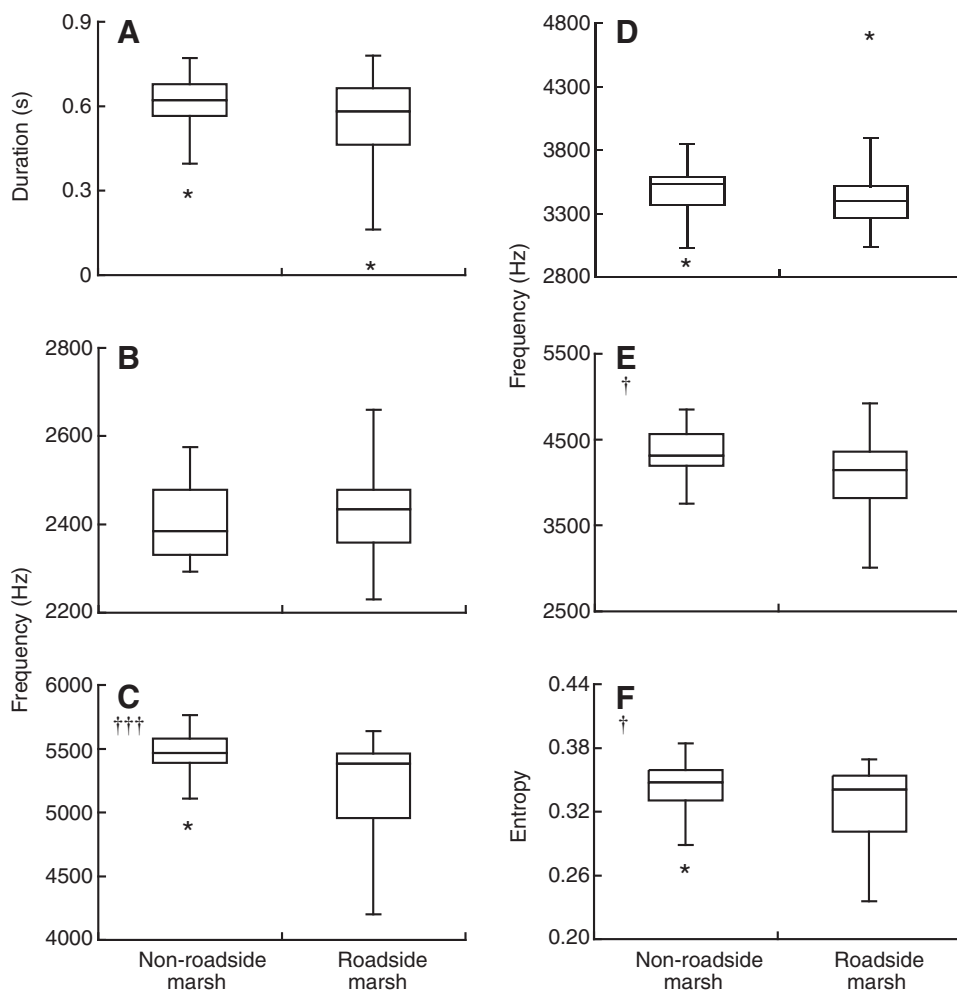 A
Duration (s)
0.9
0.6
0.3
0
*
*
B
Frequency (Hz)
2800
2600
2400
2200
C
†††
6000
5500
5000
4500
4000
*
Non-roadside
marsh
Roadside
marsh
D
Frequency (Hz)
4800
4300
3800
3300
2800
*
*
E
†
5500
4500
3500
2500
F
†
Entropy
0.44
0.38
0.32
0.26
0.20
*
Non-roadside
marsh
Roadside
marsh